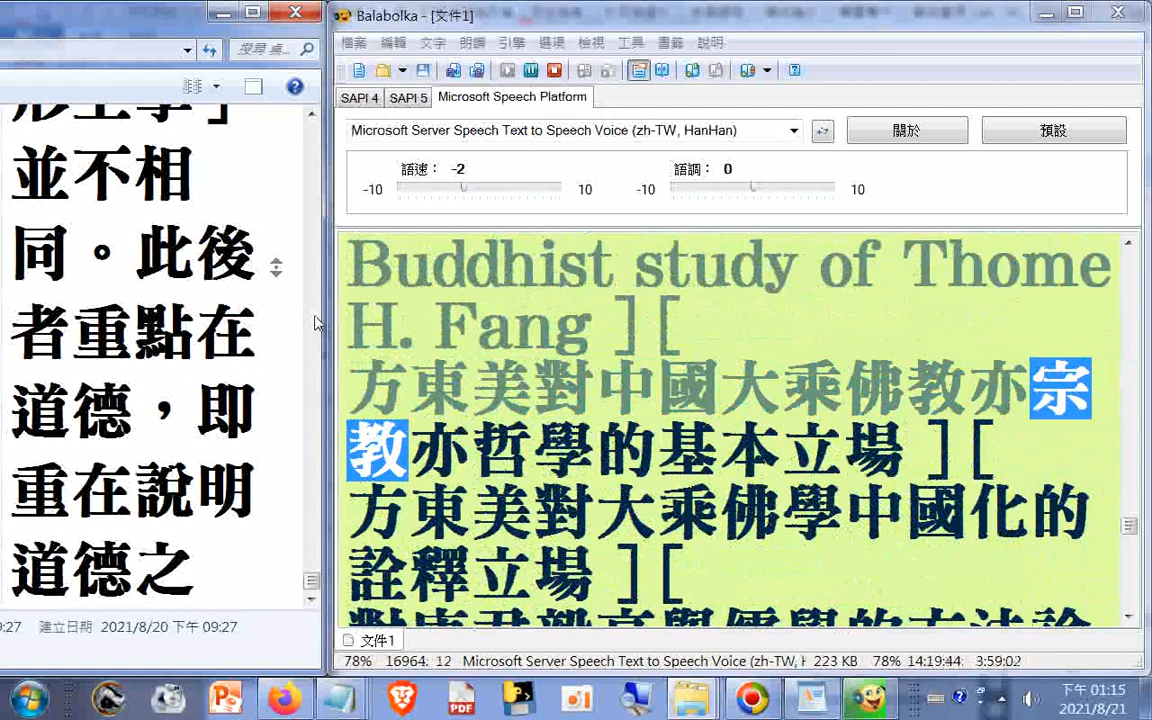 Balabolka - [文件1]
搜尋 桌...
檔案 編輯 文字 朗讀 引擎 選項 檢視 工具 書籤 說明
SAPI 4 SAPI 5 Microsoft Speech Platform
Microsoft Server Speech Text to Speech Voice (zh-TW, HanHan) 關於 預設
語速： -2 語調： 0
-10 10 -10 10
形上學」
並不相
同。此後
者重點在
道德，即
重在說明
道德之
:27 建立日期 2021/8/20 下午 09:27
Buddhist study of Thome
H. Fang ][
方東美對中國大乘佛教亦宗
教亦哲學的基本立場 ][
方東美對大乘佛學中國化的
詮釋立場 ][
文件1
78% 16964: 12 Microsoft Server Speech Text to Speech Voice (zh-TW, H 223 KB 78% 14:19:44: 3:59:02
PDF
下午 01:15
2021/8/21